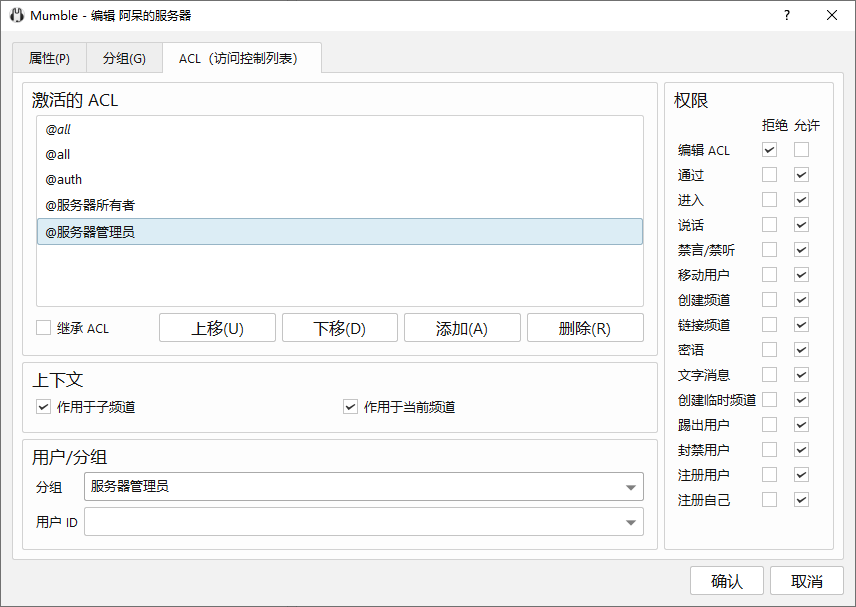 Mumble - 编辑 阿呆的服务器
?
属性(P)
分组(G)
ACL（访问控制列表）
激活的 ACL
@all
@all
@auth
@服务器所有者
@服务器管理员
继承 ACL
上移(U)
下移(D)
添加(A)
删除(R)
上下文
作用于子频道
作用于当前频道
用户/分组
分组
服务器管理员
用户 ID
权限
拒绝 允许
编辑 ACL
通过
进入
说话
禁言/禁听
移动用户
创建频道
链接频道
密语
文字消息
创建临时频道
踢出用户
封禁用户
注册用户
注册自己
确认
取消